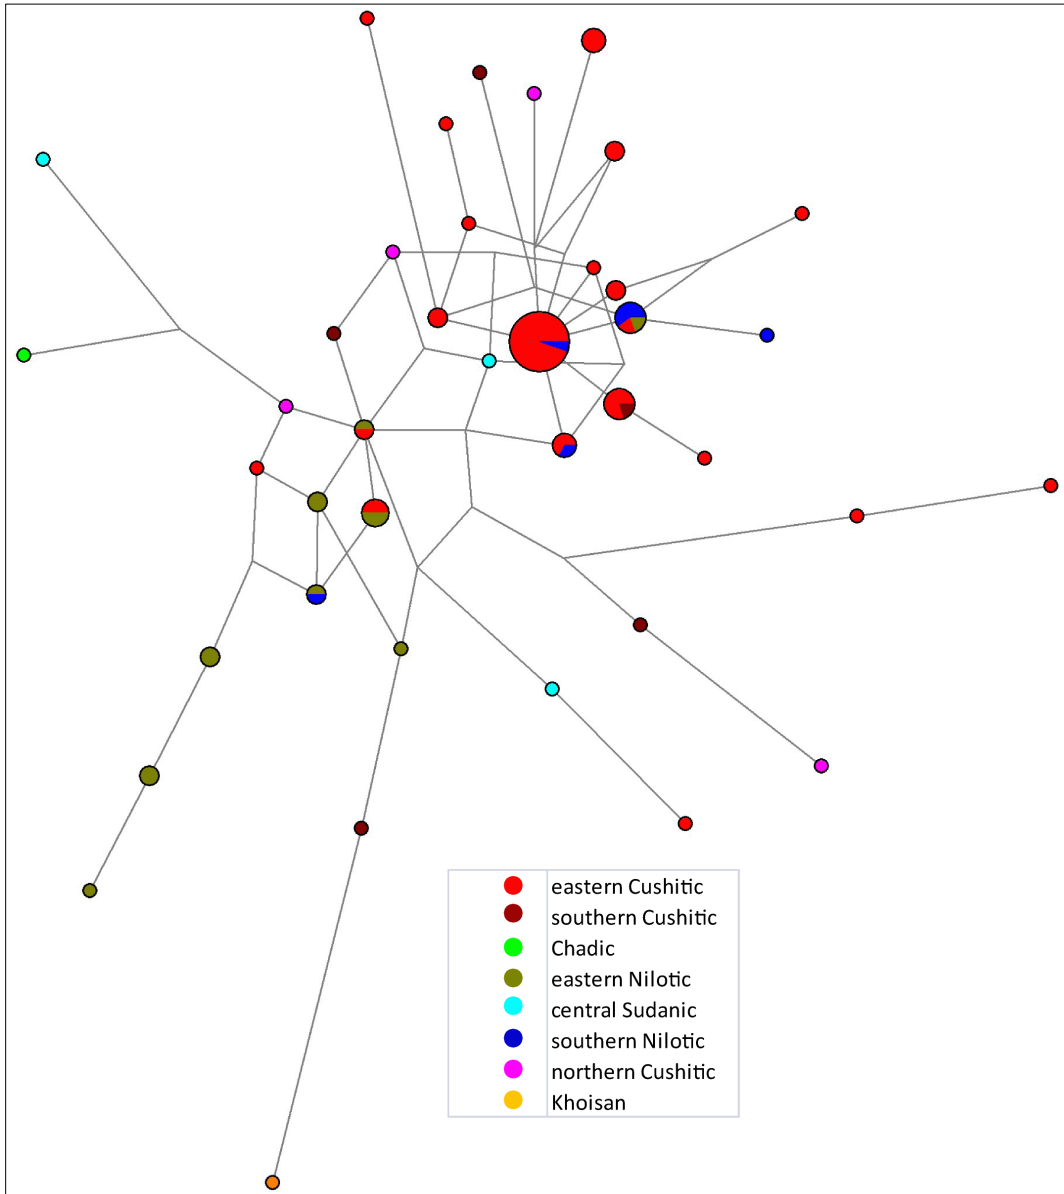 eastern Cushitic
southern Cushitic
Chadic
eastern Nilotic
central Sudanic
southern Nilotic
northern Cushitic
Khoisan